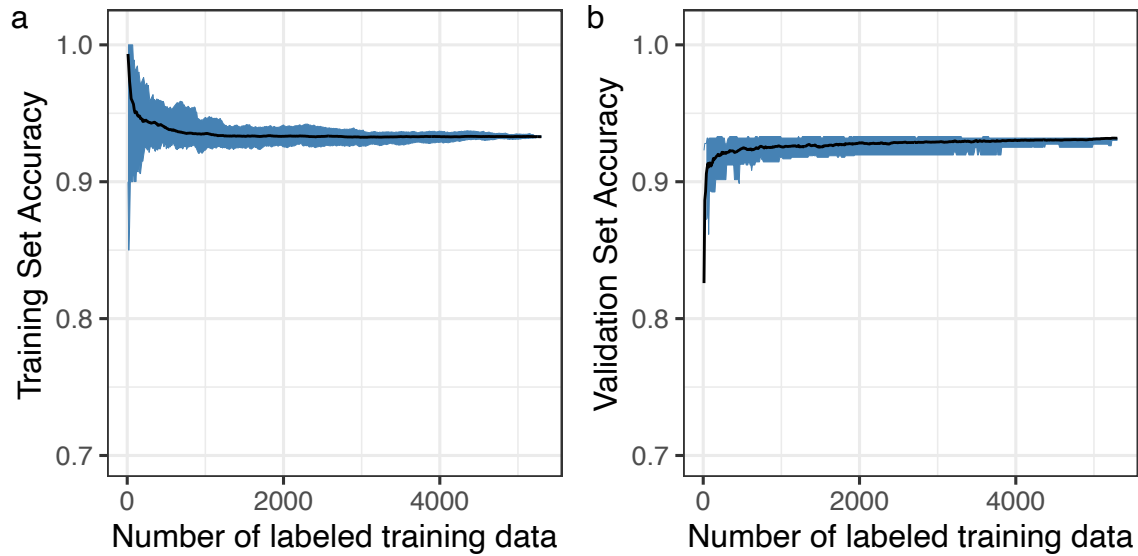 a
Training Set Accuracy
1.0
0.9
0.8
0.7
0
2000
4000
Number of labeled training data
b
Validation Set Accuracy
1.0
0.9
0.8
0.7
0
2000
4000
Number of labeled training data